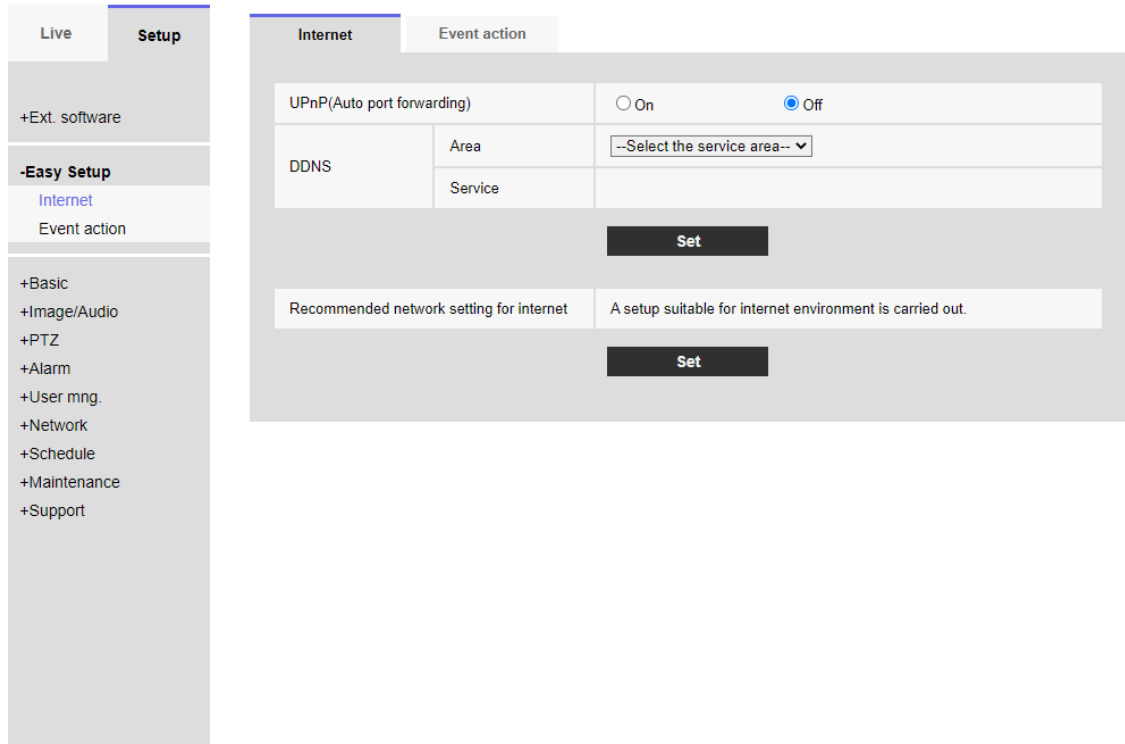 Live
Setup
+Ext. software
-Easy Setup
Internet
Event action
+Basic
+Image/Audio
+PTZ
+Alarm
+User mng.
+Network
+Schedule
+Maintenance
+Support
Internet
Event action
UPnP(Auto port forwarding)
On
Off
DDNS
Area
--Select the service area--
Service
Set
Recommended network setting for internet
A setup suitable for internet environment is carried out.
Set